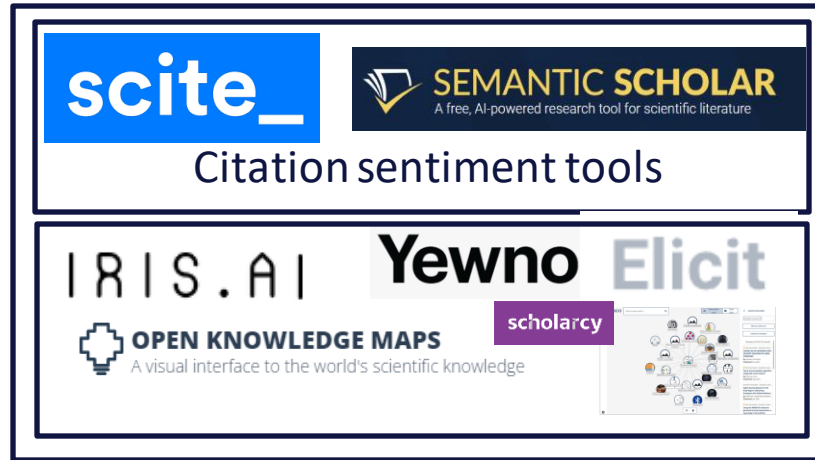 scite_
SEMANTIC SCHOLAR
A free, AI-powered research tool for scientific literature
Citation sentiment tools
IRIS.AI
Yewno
Elicit
scholarcy
OPEN KNOWLEDGE MAPS
A visual interface to the world's scientific knowledge